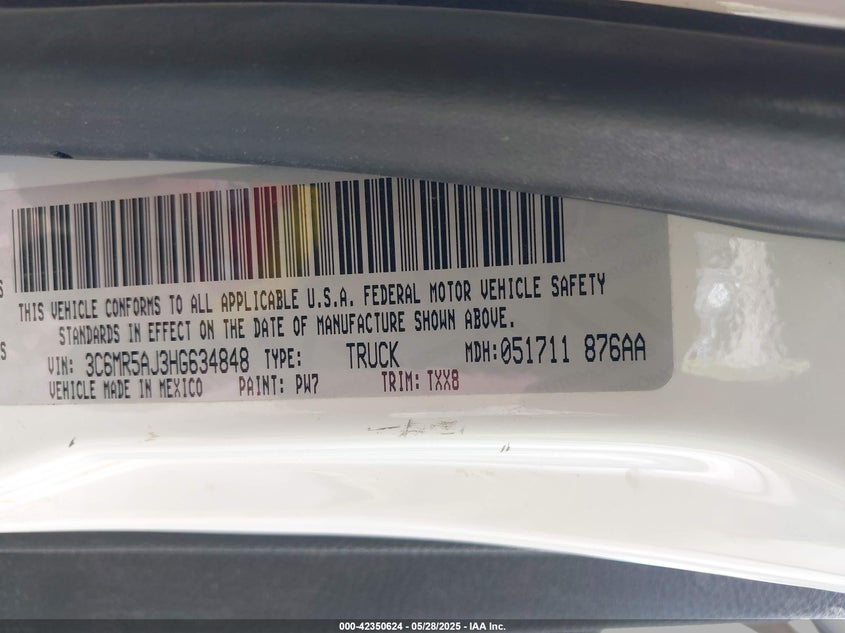 THIS VEHICLE CONFORMS TO ALL APPLICABLE U.S.A. FEDERAL MOTOR VEHICLE SAFETY
STANDARDS IN EFFECT ON THE DATE OF MANUFACTURE SHOWN ABOVE.
VIN: 3C6MR5AJ3HG634848 TYPE: TRUCK MDH: 051711 876AA
VEHICLE MADE IN MEXICO PAINT: PW7 TRIM: TXX8
000-42350624 - 05/28/2025 - IAA Inc.